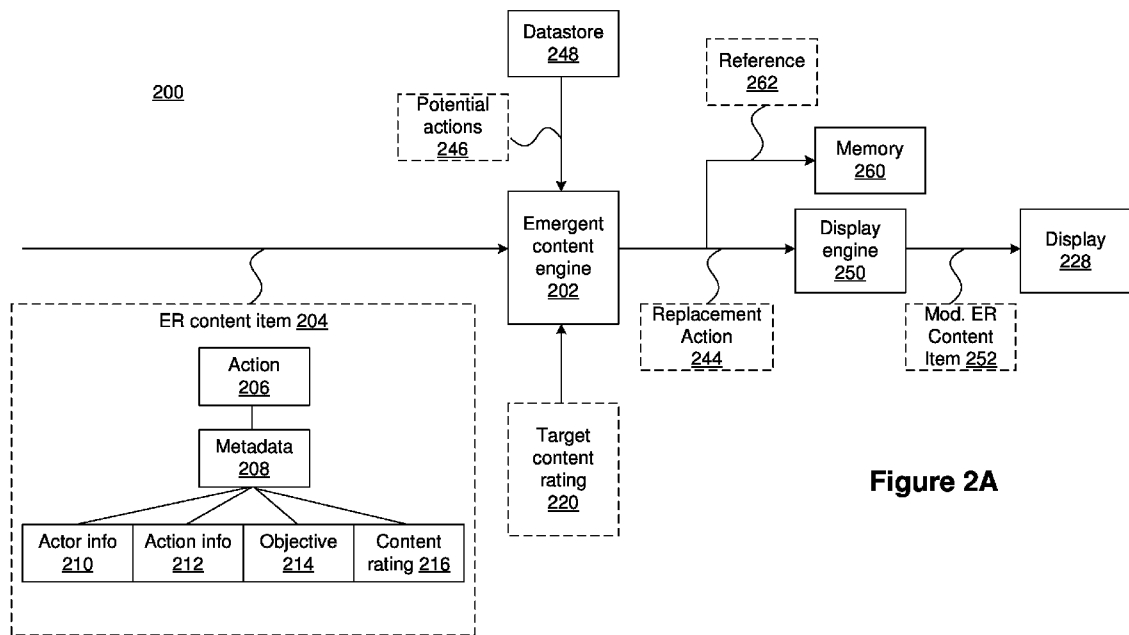 200
Datastore
248
Potential
actions
246
Reference
262
Memory
260
Emergent
content
engine
202
Display
engine
250
Display
228
ER content item 204
Action
206
Metadata
208
Actor info
210
Action info
212
Objective
214
Content
rating 216
Target
content
rating
220
Replacement
Action
244
Mod. ER
Content
Item 252
Figure 2A